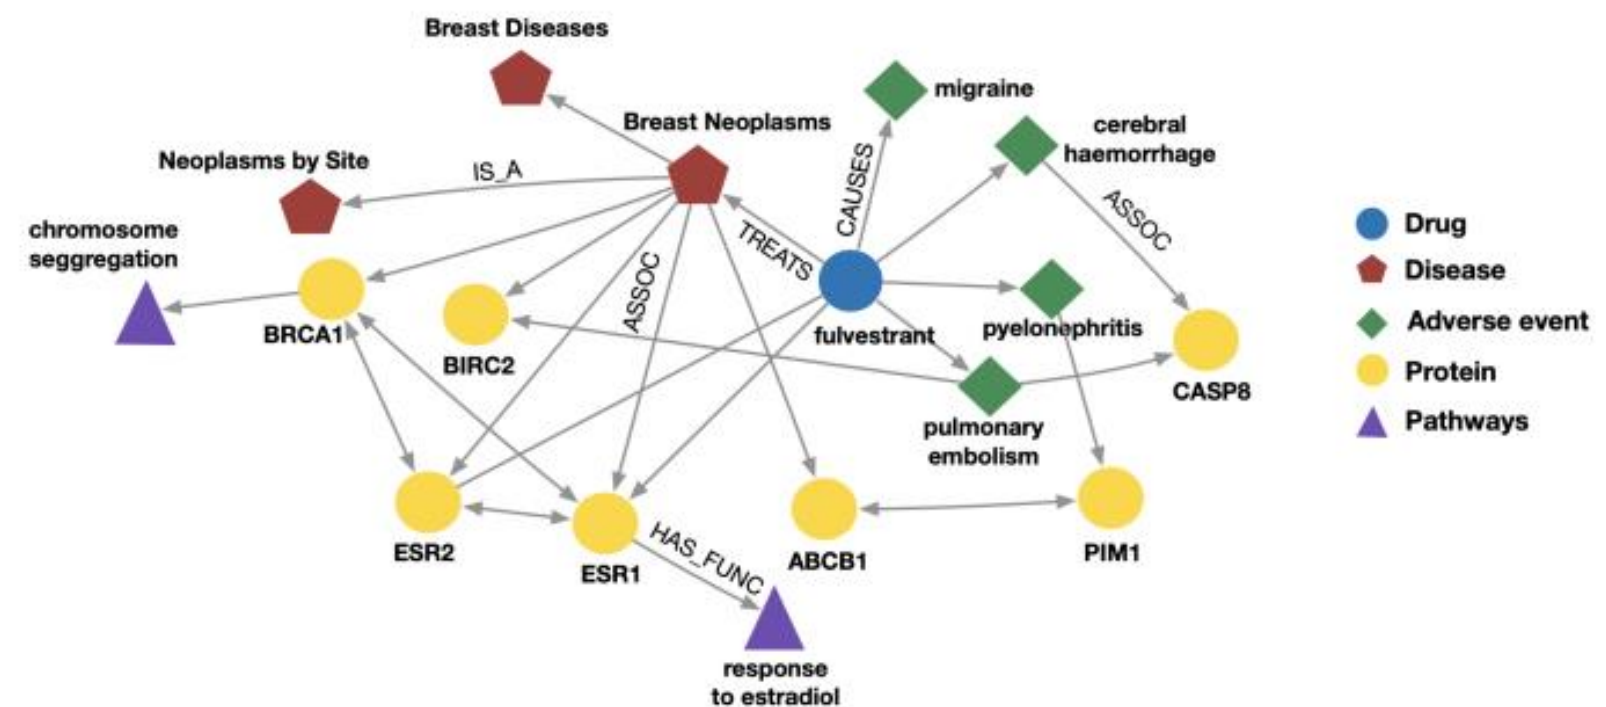 Breast Diseases
migraine
Breast Neoplasms
cerebral
haemorrhage
Neoplasms by Site
IS_A
CAUSES
ASSOC
chromosome
seggregation
TREATS
ASSOC
BRCA1
BIRC2
fulvestrant
pyelonephritis
CASP8
pulmonary
embolism
ESR2
ESR1
HAS_FUNC
ABCB1
PIM1
response
to estradiol
Drug
Disease
Adverse event
Protein
Pathways